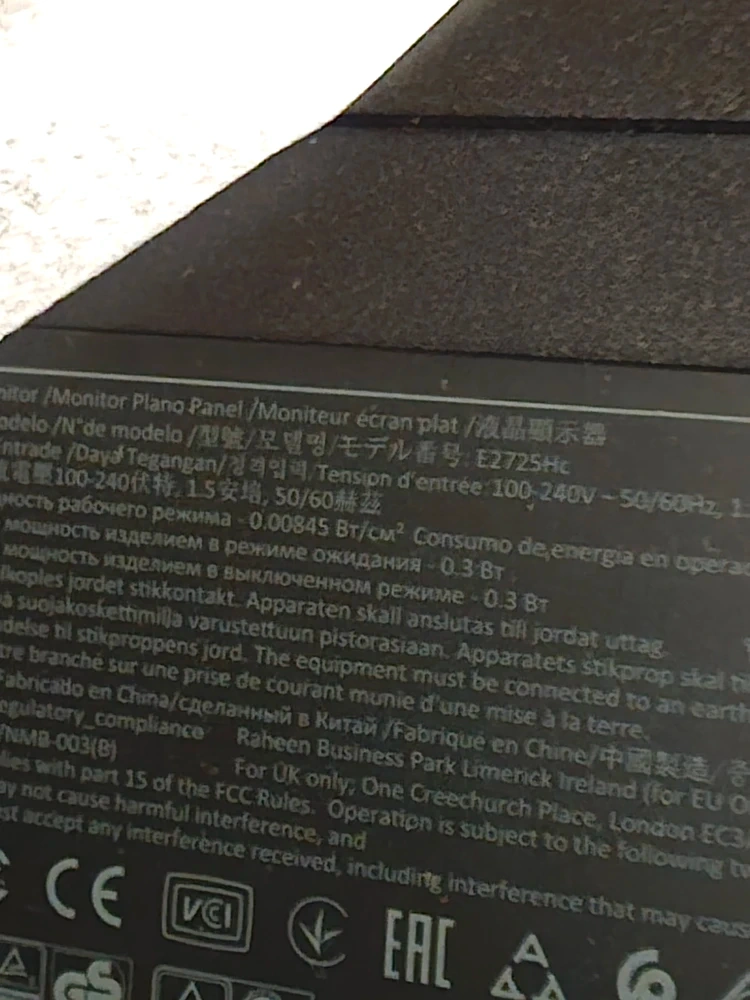 nitor /Monitor Plano Panel /Moniteur écran plat /液晶顯示器
odelo /N°de modelo /型號/모델명/モデル番号: E2725Hc
ntrade /Daya Tegangan/정격입력/Tension d'entrée 100-240V ~ 50/60Hz, 1.
電壓100-240伏特, 1.5安培, 50/60赫茲
ность рабочего режима - 0.00845 Вт/см² Consumo de energia en opera
мощность изделием в режиме ожидания - 0.3 Вт
мощность изделием в выключенном режиме - 0.3 Вт
lkoples jordet stikkontakt. Apparaten skall anslutas till jordat uttag.
ä suojakoskettimilla varustettuun pistorasiaan. Apparatets stikprop skal ti
delse til stikproppens jord. The equipment must be connected to an earth
tre branché sur une prise de courant munie d'une mise à la terre.
Fabricado en China/сделанный в Китай /Fabriqué en Chine/中國製造/
egulatory_compliance Raheen Business Park Limerick Ireland (for EU O
/NMB-003(B) For UK only, One Creechurch Place, London EC3
lies with part 15 of the FCC Rules. Operation is subject to the following tw
ay not cause harmful interference, and
st accept any interference received, including interference that may caus
CE VCCI EAC